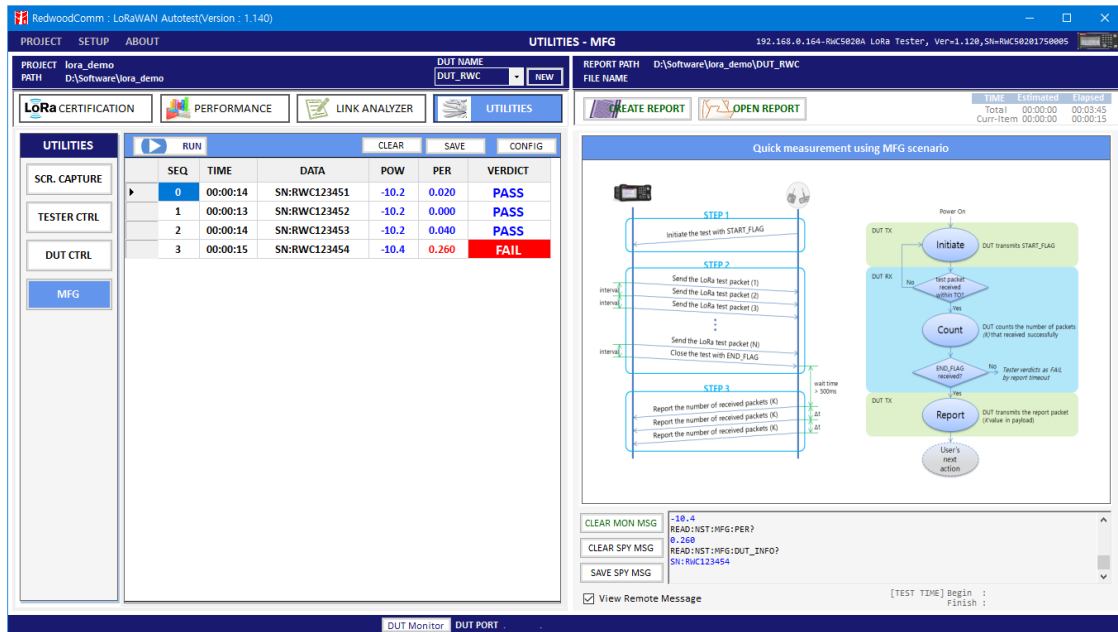 RedwoodComm : LoRaWAN Autotest(Version : 1.140)
PROJECT SETUP ABOUT
UTILITIES - MFG
192.168.0.164-RWC5020A LoRa Tester, Ver=1.120,SN=RWC50201750005
PROJECT lora_demo
PATH D:\Software\lora_demo
DUT NAME
DUT_RWC NEW
REPORT PATH D:\Software\lora_demo\DUT_RWC
FILE NAME
LoRa CERTIFICATION PERFORMANCE LINK ANALYZER UTILITIES
CREATE REPORT OPEN REPORT
TIME Estimated Elapsed
Total 00:00:00 00:03:45
Curr-Item 00:00:00 00:00:15
UTILITIES
SCR. CAPTURE
TESTER CTRL
DUT CTRL
MFG
RUN CLEAR SAVE CONFIG
SEQ TIME DATA POW PER VERDICT
0 00:00:14 SN:RWC123451 -10.2 0.020 PASS
1 00:00:13 SN:RWC123452 -10.2 0.000 PASS
2 00:00:14 SN:RWC123453 -10.2 0.040 PASS
3 00:00:15 SN:RWC123454 -10.4 0.260 FAIL
Quick measurement using MFG scenario
STEP 1
Initiate the test with START_FLAG
STEP 2
Send the LoRa test packet (1)
interval
Send the LoRa test packet (2)
interval
Send the LoRa test packet (3)
Send the LoRa test packet (N)
interval
Close the test with END_FLAG
wait time
> 500ms
STEP 3
Report the number of received packets (K)
Δt
Report the number of received packets (K)
Δt
Report the number of received packets (K)
Power On
DUT TX
Initiate
DUT transmits START_FLAG
DUT RX
No
test packet
received
within TO?
Yes
Count
DUT counts the number of packets
(K) that received successfully
END_FLAG
received?
No
Tester verdicts as FAIL
by report timeout
Yes
DUT TX
Report
DUT transmits the report packet
(K value in payload)
User's
next
action
CLEAR MON MSG
CLEAR SPY MSG
SAVE SPY MSG
-10.4
READ:NST:MFG:PER?
0.260
READ:NST:MFG:DUT_INFO?
SN:RWC123454
View Remote Message
[TEST TIME] Begin :
Finish :
DUT Monitor DUT PORT . .